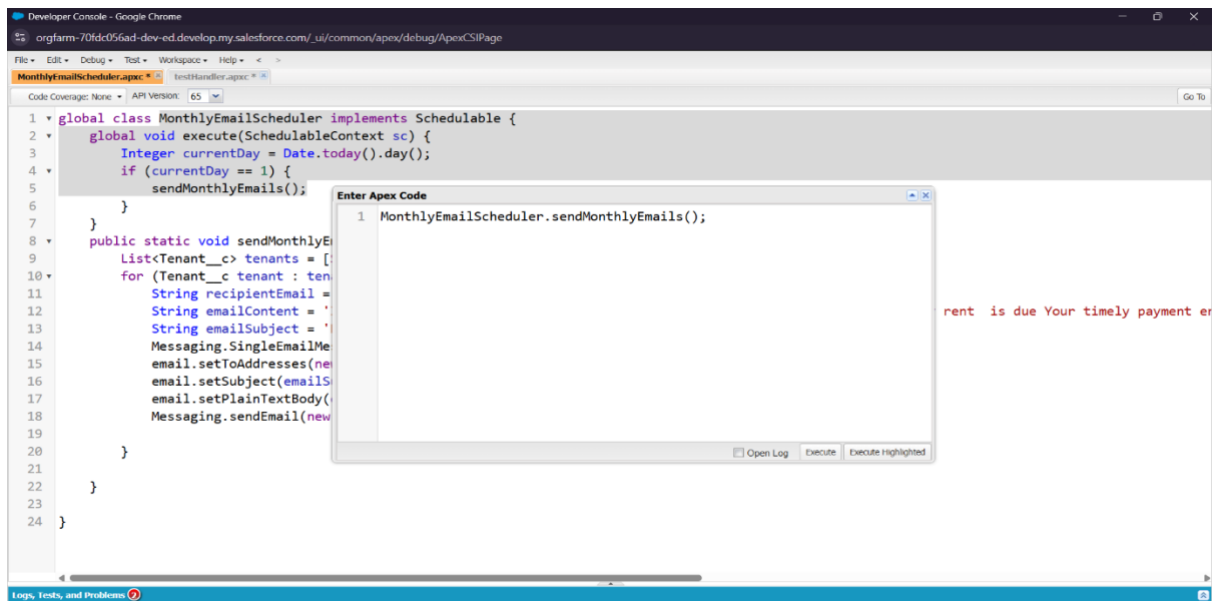 Developer Console - Google Chrome
orgfarm-70fdc056ad-dev-ed.develop.my.salesforce.com/_ui/common/apex/debug/ApexCSIPage
File Edit Debug Test Workspace Help < >
MonthlyEmailScheduler.apxc * testHandler.apxc *
Code Coverage: None API Version: 65 Go To
1 global class MonthlyEmailScheduler implements Schedulable {
2 global void execute(SchedulableContext sc) {
3 Integer currentDay = Date.today().day();
4 if (currentDay == 1) {
5 sendMonthlyEmails();
6 }
7 }
8 public static void sendMonthlyE
9 List<Tenant__c> tenants = [
10 for (Tenant__c tenant : ten
11 String recipientEmail =
12 String emailContent = ' rent is due Your timely payment er
13 String emailSubject = '
14 Messaging.SingleEmailMe
15 email.setToAddresses(ne
16 email.setSubject(emailS
17 email.setPlainTextBody(
18 Messaging.sendEmail(new
19
20 }
21
22 }
23
24 }
Enter Apex Code
1 MonthlyEmailScheduler.sendMonthlyEmails();
Open Log Execute Execute Highlighted
Logs, Tests, and Problems 2